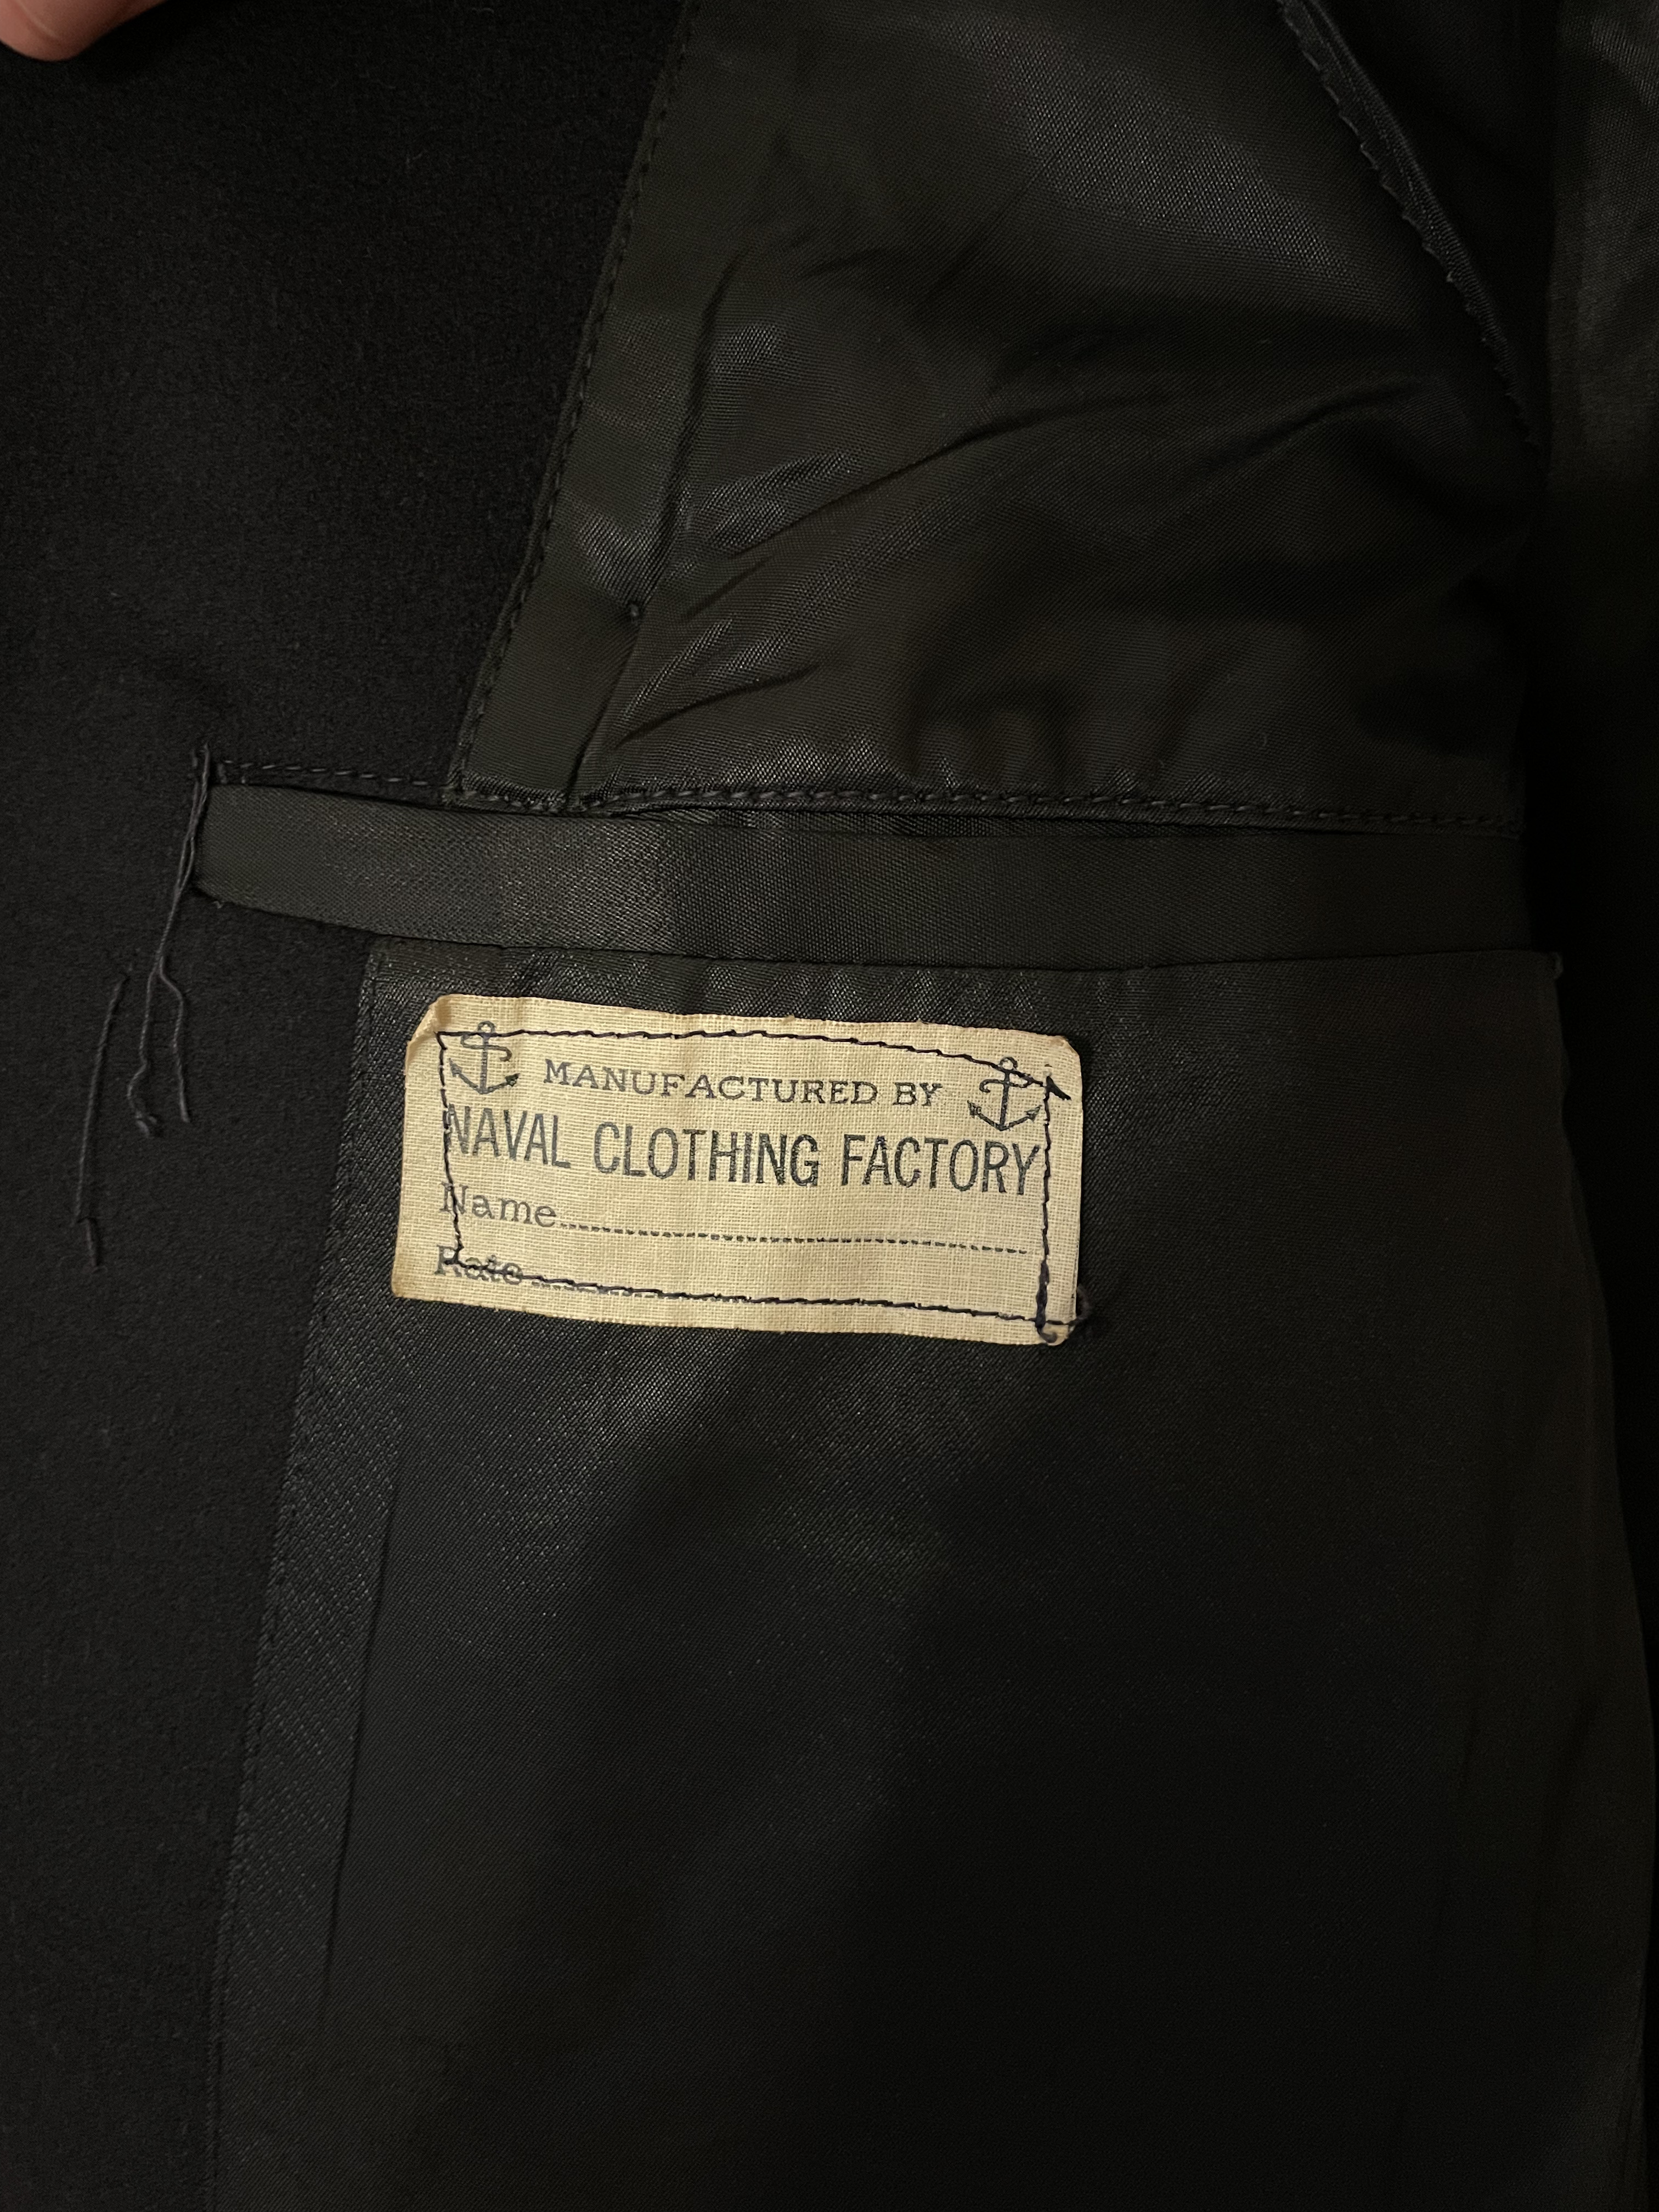 MANUFACTURED BY
NAVAL CLOTHING FACTORY
Name........................................
Rate........................................